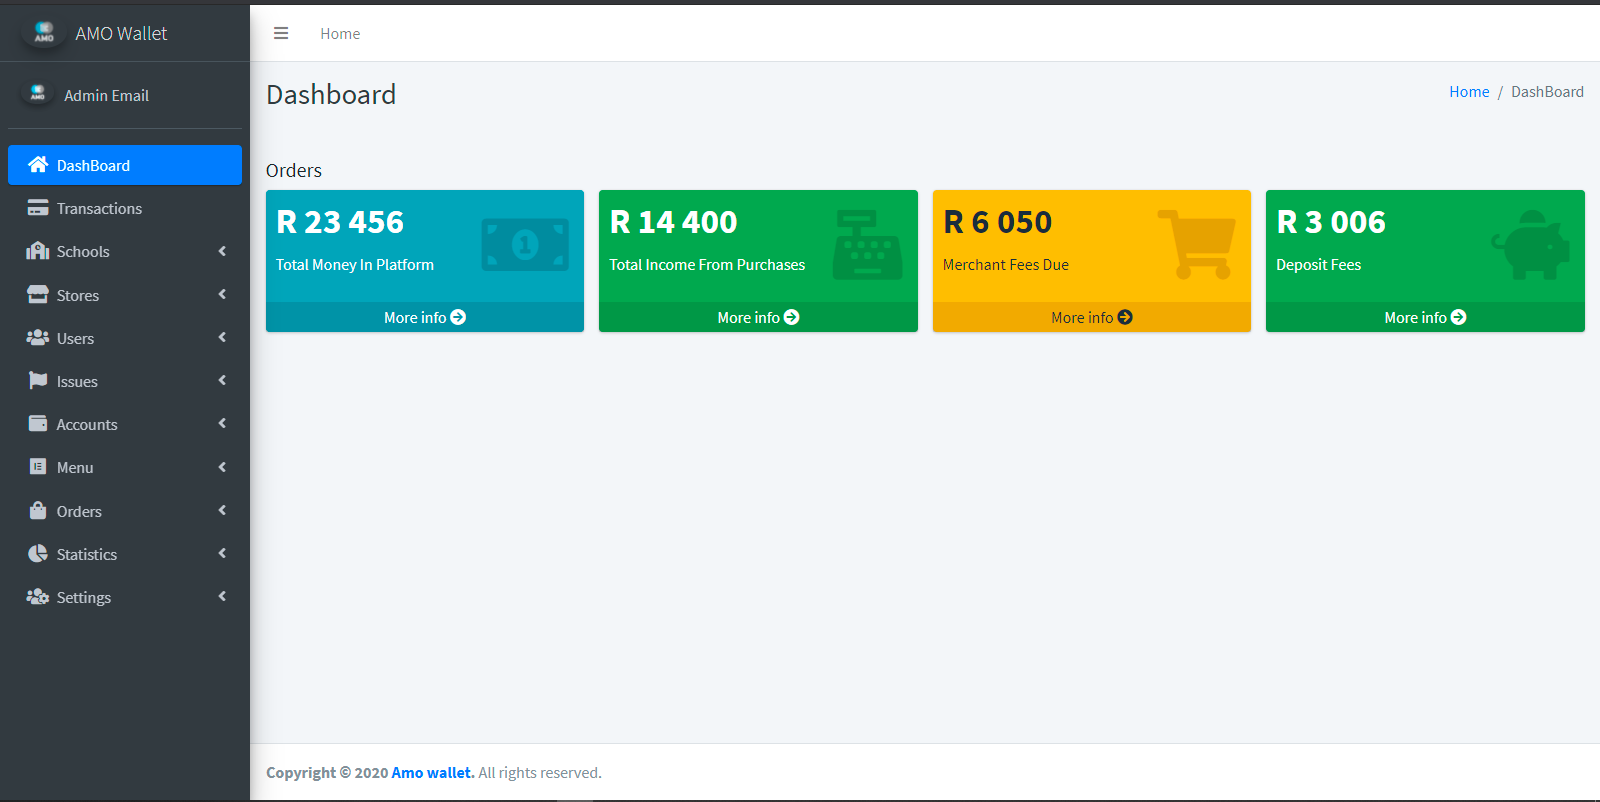 AMO
AMO Wallet
Home
AMO
Admin Email
DashBoard
Transactions
Schools
Stores
Users
Issues
Accounts
Menu
Orders
Statistics
Settings
Dashboard
Home / DashBoard
Orders
R 23 456
Total Money In Platform
More info
R 14 400
Total Income From Purchases
More info
R 6 050
Merchant Fees Due
More info
R 3 006
Deposit Fees
More info
Copyright © 2020 Amo wallet. All rights reserved.